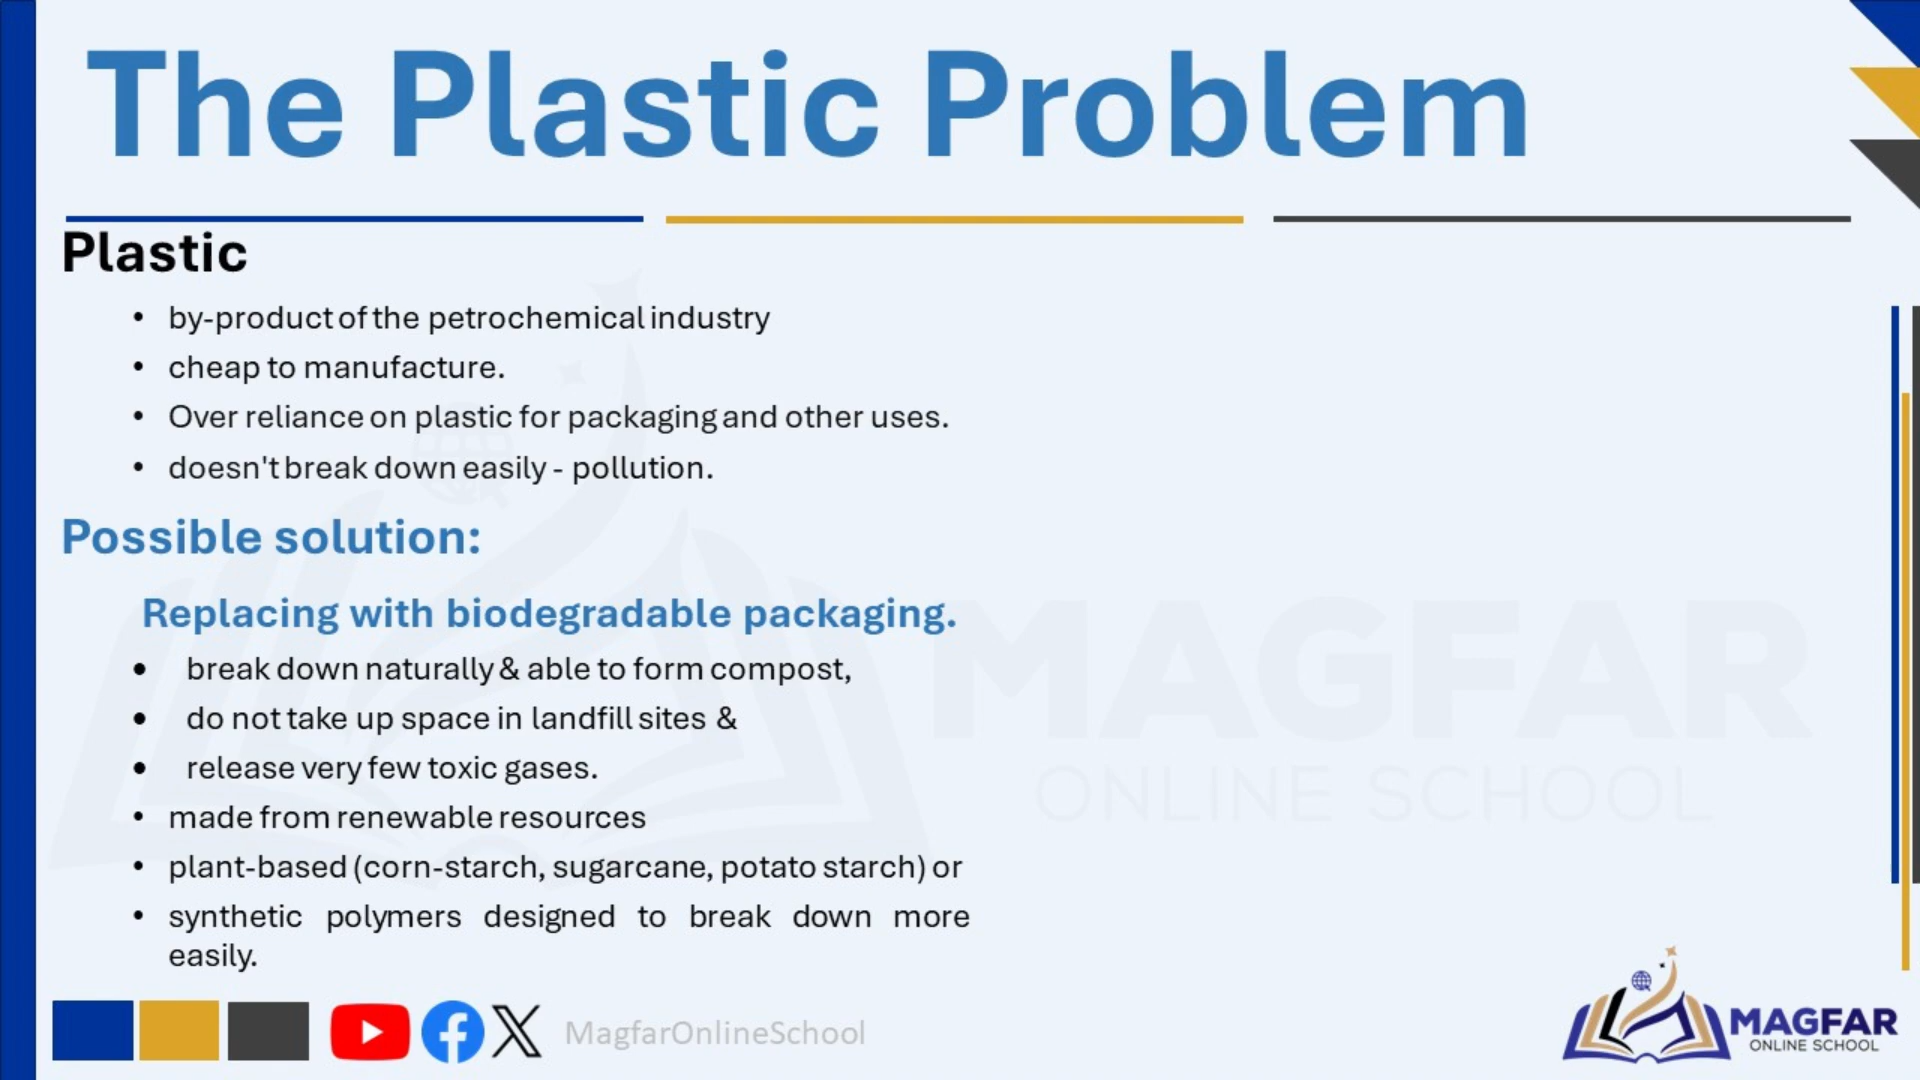 The Plastic Problem
Plastic
• by-product of the petrochemical industry
• cheap to manufacture.
• Over reliance on plastic for packaging and other uses.
• doesn't break down easily - pollution.
Possible solution:
Replacing with biodegradable packaging.
• break down naturally & able to form compost,
• do not take up space in landfill sites &
• release very few toxic gases.
• made from renewable resources
• plant-based (corn-starch, sugarcane, potato starch) or
• synthetic polymers designed to break down more
easily.
MAGFAR
ONLINE SCHOOL
MagfarOnlineSchool
MAGFAR
ONLINE SCHOOL